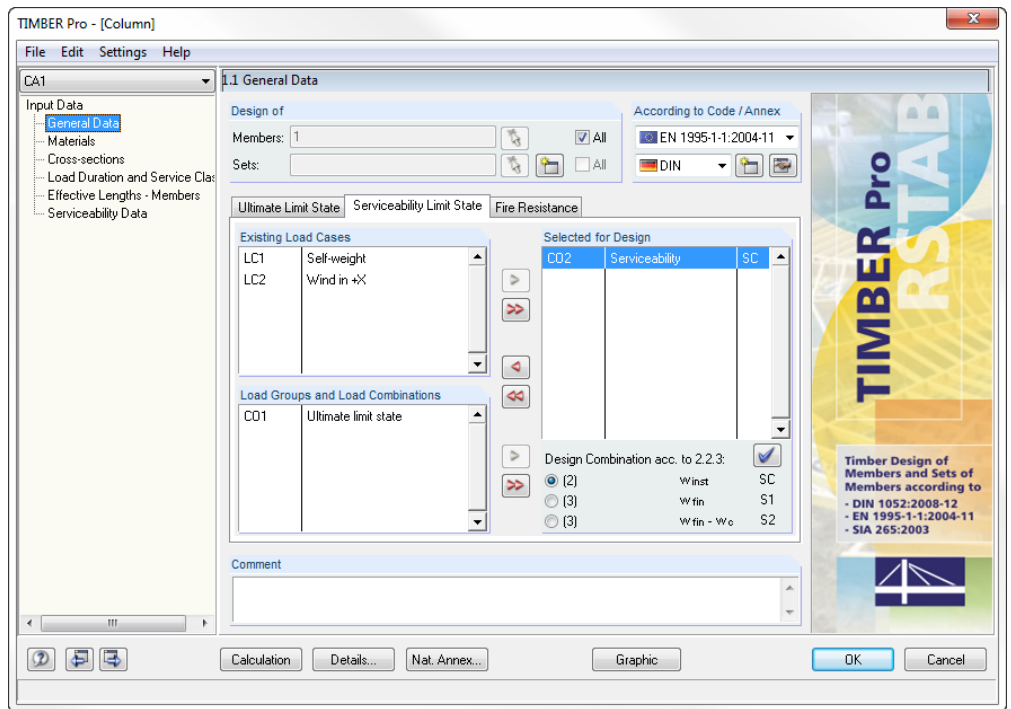 TIMBER Pro - [Column]
x
File Edit Settings Help
CA1
1.1 General Data
Input Data
General Data
Materials
Cross-sections
Load Duration and Service Clas
Effective Lengths - Members
Serviceability Data
Design of
Members: 1
All
Sets:
All
According to Code / Annex
EN 1995-1-1:2004-11
DIN
Ultimate Limit State Serviceability Limit State Fire Resistance
Existing Load Cases
LC1 Self-weight
LC2 Wind in +X
Load Groups and Load Combinations
CO1 Ultimate limit state
>
>>
<
<<
>
>>
Selected for Design
CO2 Serviceability SC
Design Combination acc. to 2.2.3:
(2) w inst SC
(3) w fin S1
(3) w fin - w c S2
Comment
TIMBER Pro
RSTAB
Timber Design of
Members and Sets of
Members according to
- DIN 1052:2008-12
- EN 1995-1-1:2004-11
- SIA 265:2003
Calculation Details... Nat. Annex... Graphic OK Cancel